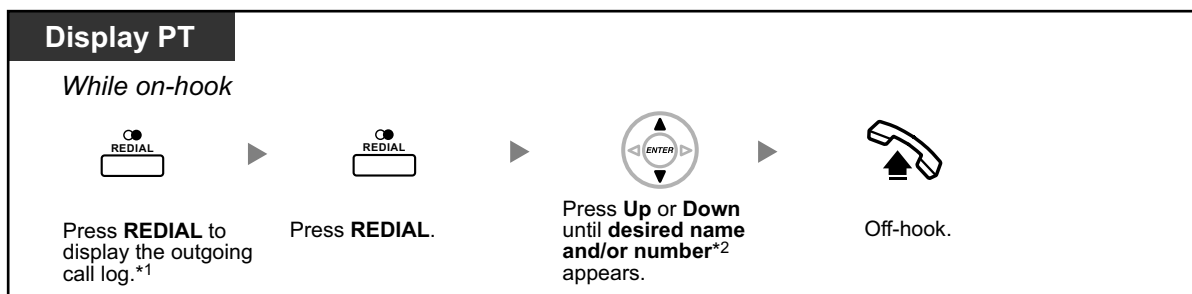 Display PT
While on-hook
REDIAL
REDIAL
ENTER
Press REDIAL to
display the outgoing
call log.*1
Press REDIAL.
Press Up or Down
until desired name
and/or number*2
appears.
Off-hook.